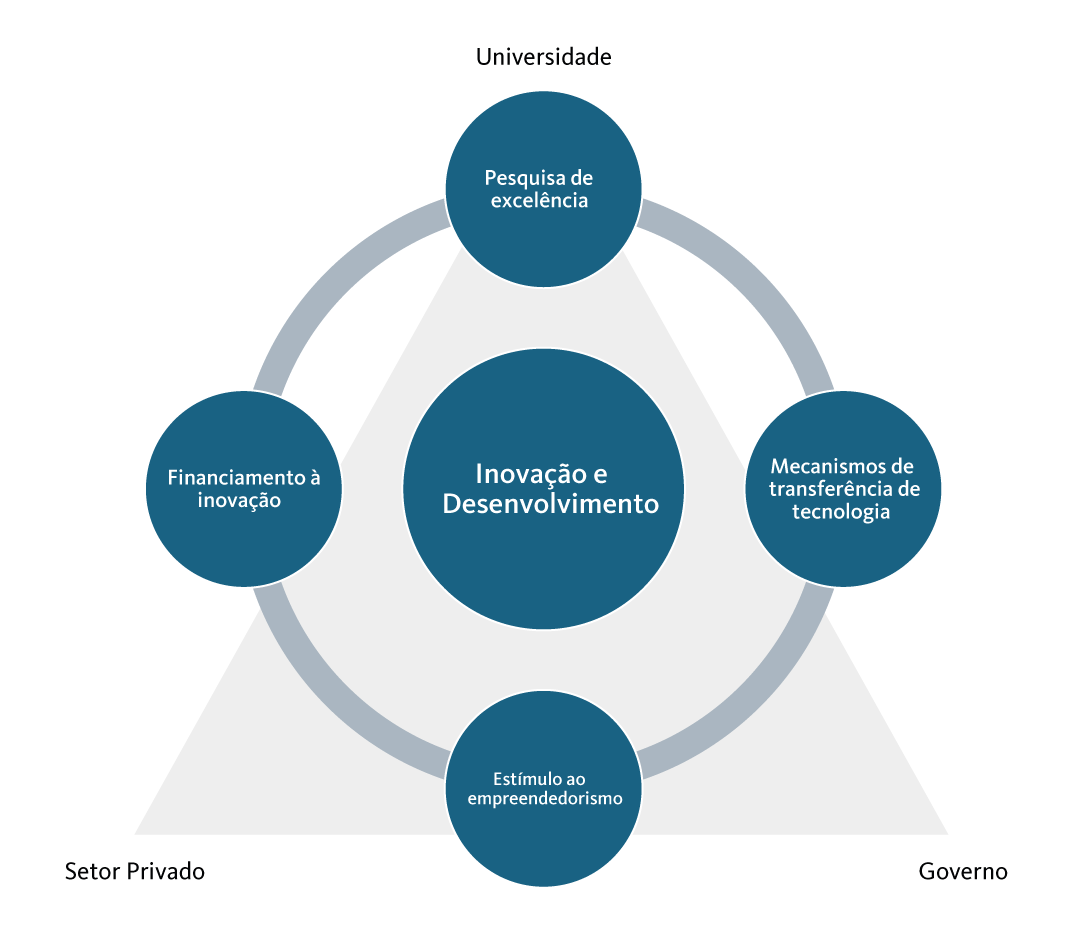 Universidade
Pesquisa de
excelência
Financiamento à
inovação
Inovação e
Desenvolvimento
Mecanismos de
transferência de
tecnologia
Estímulo ao
empreendedorismo
Setor Privado
Governo